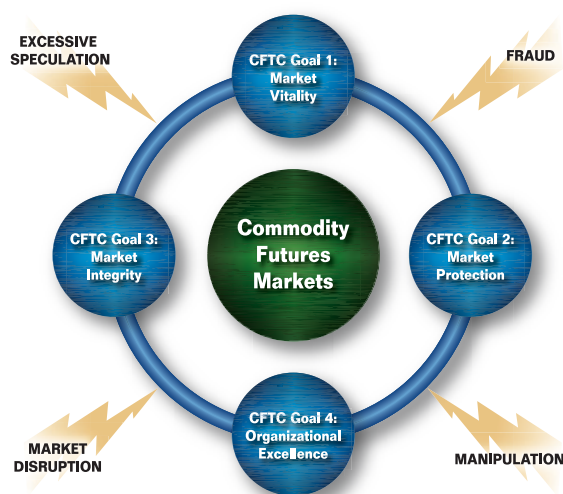 EXCESSIVE
SPECULATION
CFTC Goal 1:
Market
Vitality
FRAUD
CFTC Goal 3:
Market
Integrity
Commodity
Futures
Markets
CFTC Goal 2:
Market
Protection
MARKET
DISRUPTION
CFTC Goal 4:
Organizational
Excellence
MANIPULATION